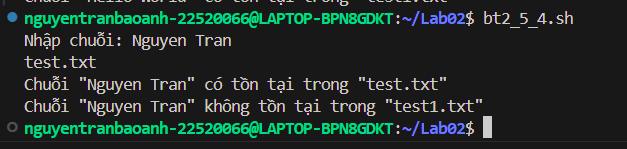 nguyentranbaoanh-22520066@LAPTOP-BPN8GDKT:~/Lab02$ bt2_5_4.sh
Nhập chuỗi: Nguyen Tran
test.txt
Chuỗi "Nguyen Tran" có tồn tại trong "test.txt"
Chuỗi "Nguyen Tran" không tồn tại trong "test1.txt"
nguyentranbaoanh-22520066@LAPTOP-BPN8GDKT:~/Lab02$